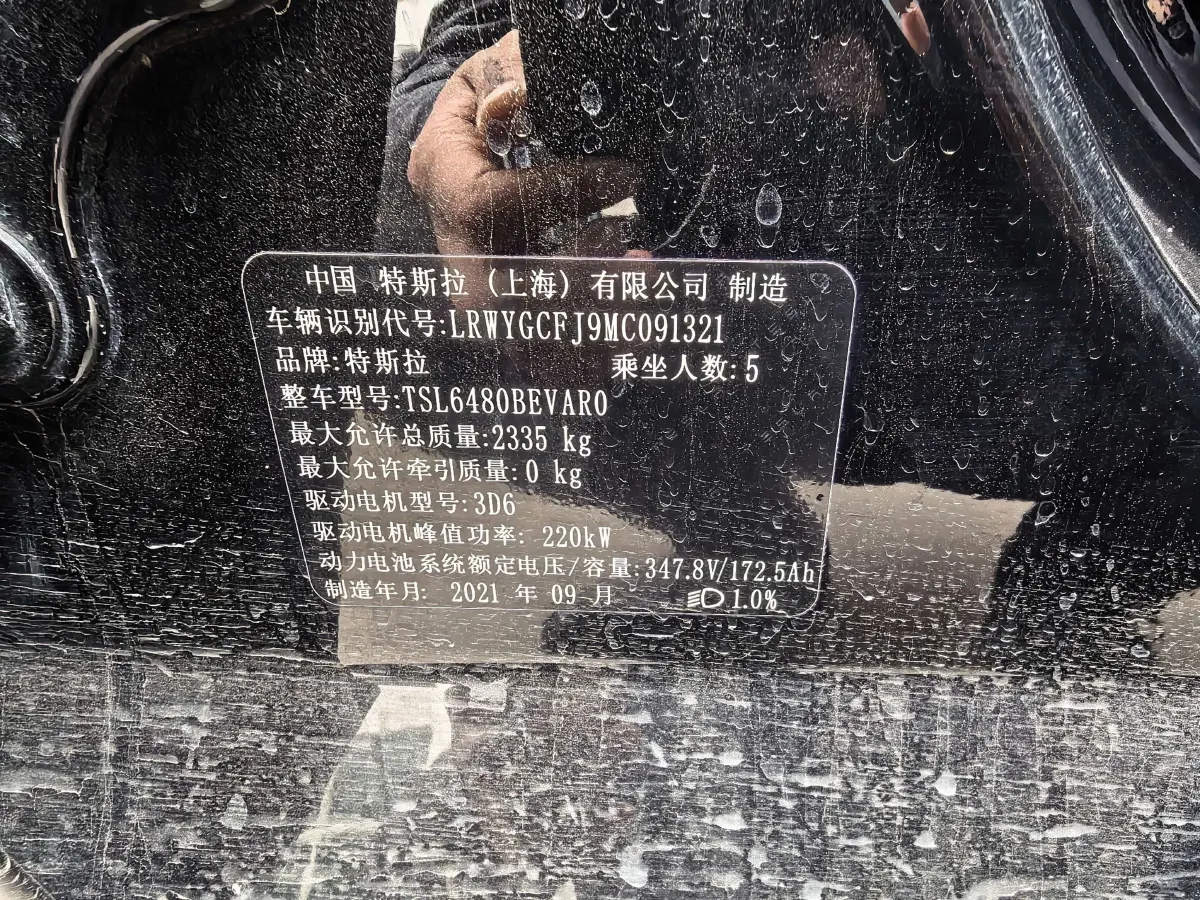 中国 特斯拉 (上海) 有限公司 制造
车辆识别代号:LRWYGCFJ9MC091321
品牌:特斯拉 乘坐人数:5
整车型号:TSL6480BEVAR0
最大允许总质量:2335 kg
最大允许牵引质量:0 kg
驱动电机型号:3D6
驱动电机峰值功率: 220kW
动力电池系统额定电压/容量:347.8V/172.5Ah
制造年月: 2021 年 09 月 1.0%